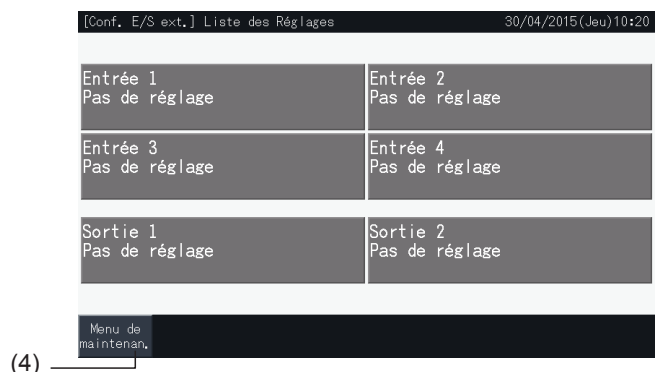 [Conf. E/S ext.] Liste des Réglages 30/04/2015(Jeu)10:20
Entrée 1 Entrée 2
Pas de réglage Pas de réglage
Entrée 3 Entrée 4
Pas de réglage Pas de réglage
Sortie 1 Sortie 2
Pas de réglage Pas de réglage
Menu de
maintenan.
(4)